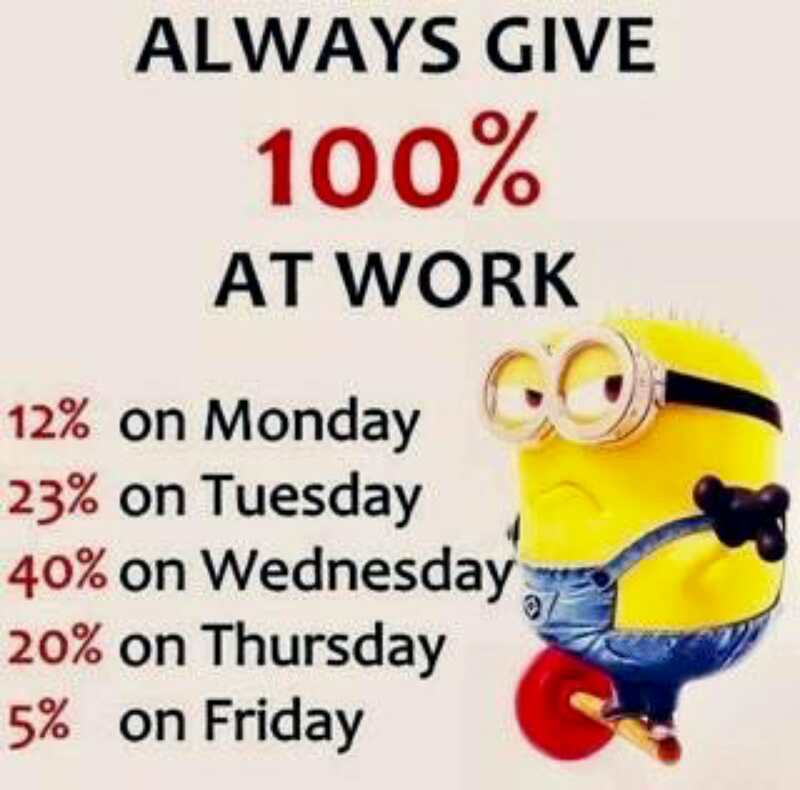 ALWAYS GIVE
100%
AT WORK
12% on Monday
23% on Tuesday
40% on Wednesday
20% on Thursday
5% on Friday